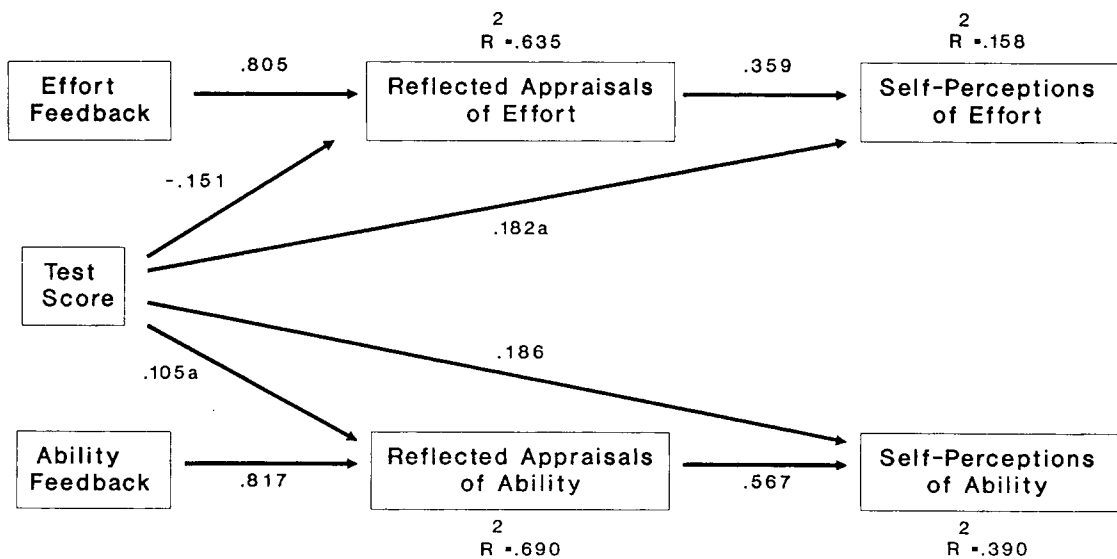 2
R =.635
2
R =.158
.805
.359
Effort
Feedback
Reflected Appraisals
of Effort
Self-Perceptions
of Effort
-.151
.182a
Test
Score
.186
.105a
Ability
Feedback
Reflected Appraisals
of Ability
Self-Perceptions
of Ability
.817
.567
2
R =.690
2
R =.390